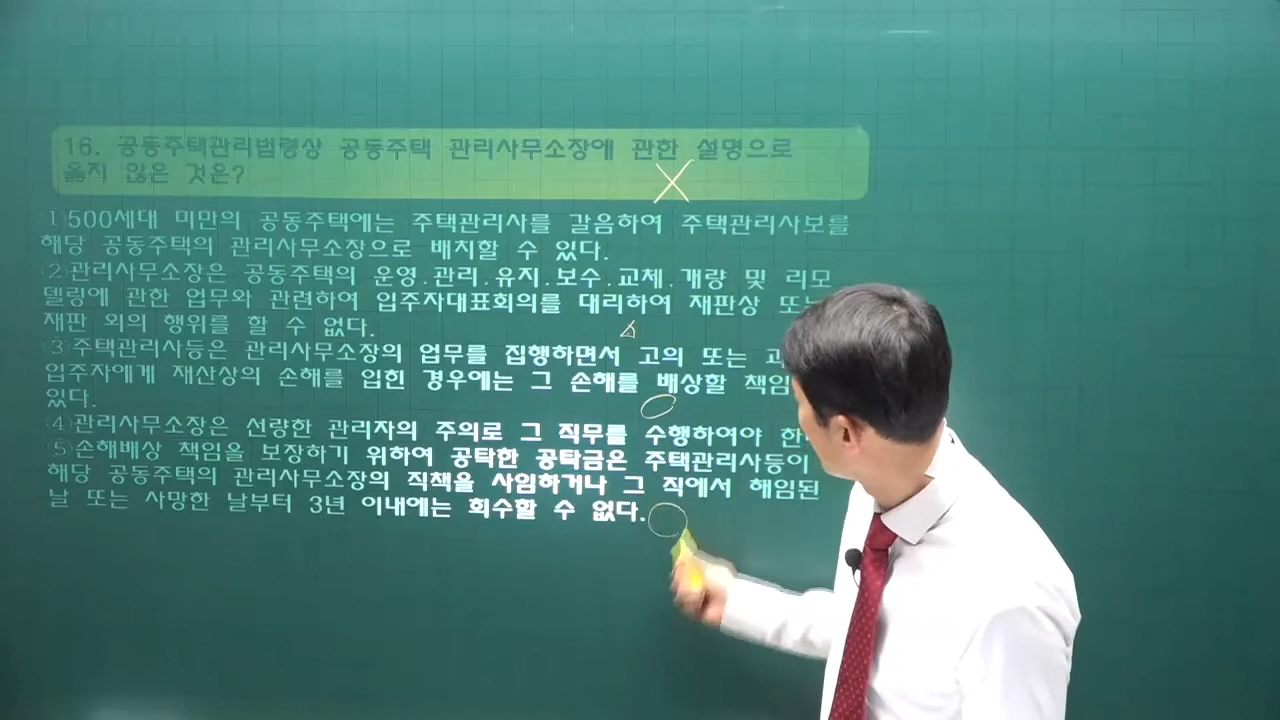 16. 공동주택관리법령상 공동주택 관리사무소장에 관한 설명으로
옳지 않은 것은?
①500세대 미만의 공동주택에는 주택관리사를 갈음하여 주택관리사보를
해당 공동주택의 관리사무소장으로 배치할 수 있다.
②관리사무소장은 공동주택의 운영.관리.유지.보수.교체.개량 및 리모
델링에 관한 업무와 관련하여 입주자대표회의를 대리하여 재판상 또는
재판 외의 행위를 할 수 없다.
③주택관리사등은 관리사무소장의 업무를 집행하면서 고의 또는
입주자에게 재산상의 손해를 입힌 경우에는 그 손해를 배상할 책임
있다.
④관리사무소장은 선량한 관리자의 주의로 그 직무를 수행하여야 한
⑤손해배상 책임을 보장하기 위하여 공탁한 공탁금은 주택관리사등이
해당 공동주택의 관리사무소장의 직책을 사임하거나 그 직에서 해임된
날 또는 사망한 날부터 3년 이내에는 회수할 수 없다.